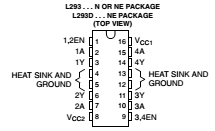 L293 . . . N OR NE PACKAGE
L293D . . . NE PACKAGE
(TOP VIEW)
1,2EN 1 16 VCC1
1A 2 15 4A
1Y 3 14 4Y
HEAT SINK AND GROUND 4 13 HEAT SINK AND GROUND
5 12
2Y 6 11 3Y
2A 7 10 3A
VCC2 8 9 3,4EN